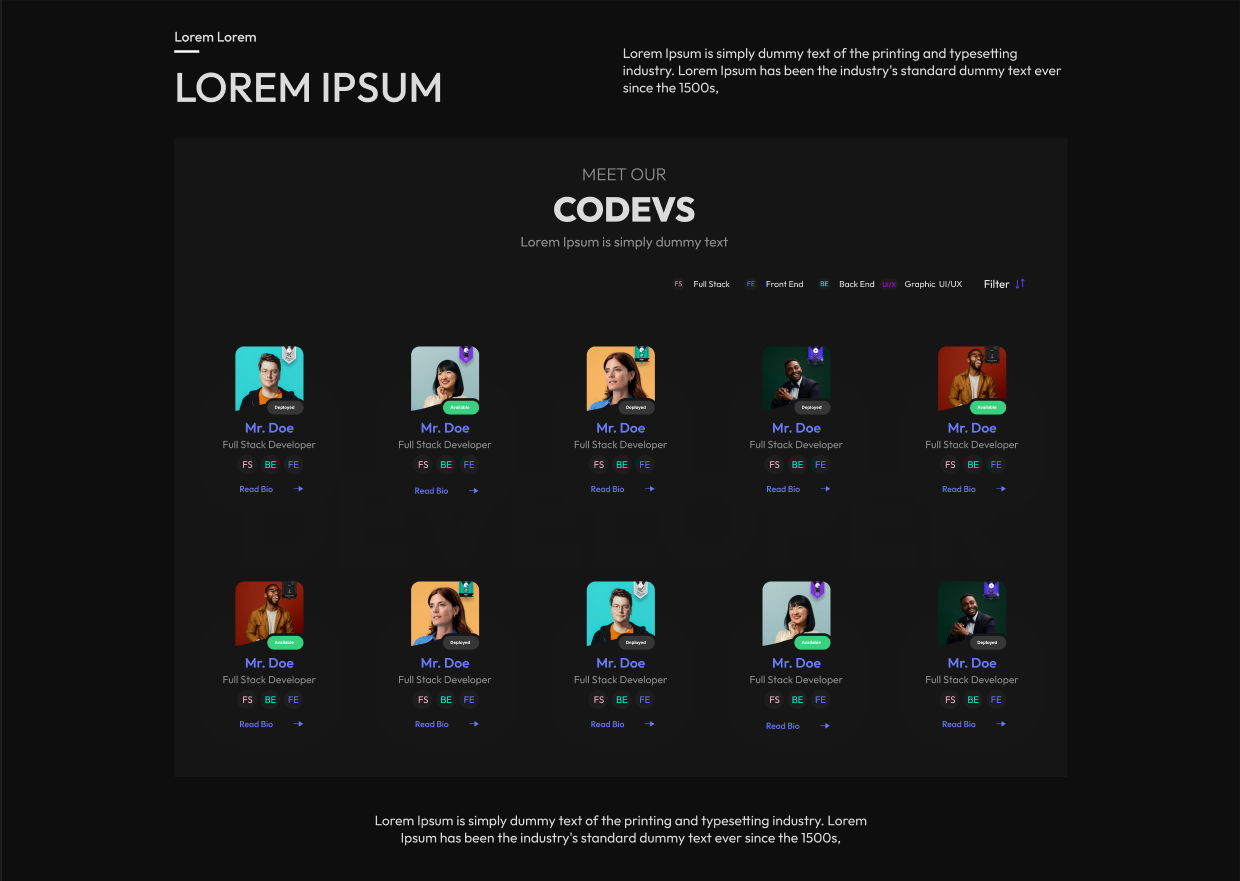 Lorem Lorem
LOREM IPSUM
Lorem Ipsum is simply dummy text of the printing and typesetting
industry. Lorem Ipsum has been the industry's standard dummy text ever
since the 1500s,
MEET OUR
CODEVS
Lorem Ipsum is simply dummy text
FS Full Stack FE Front End BE Back End UI/X Graphic UI/UX Filter
Deployed Available Deployed Deployed Available
Mr. Doe Mr. Doe Mr. Doe Mr. Doe Mr. Doe
Full Stack Developer Full Stack Developer Full Stack Developer Full Stack Developer Full Stack Developer
FS BE FE FS BE FE FS BE FE FS BE FE FS BE FE
Read Bio Read Bio Read Bio Read Bio Read Bio
DEVELOPER
Available Deployed Deployed Available Deployed
Mr. Doe Mr. Doe Mr. Doe Mr. Doe Mr. Doe
Full Stack Developer Full Stack Developer Full Stack Developer Full Stack Developer Full Stack Developer
FS BE FE FS BE FE FS BE FE FS BE FE FS BE FE
Read Bio Read Bio Read Bio Read Bio Read Bio
Lorem Ipsum is simply dummy text of the printing and typesetting industry. Lorem
Ipsum has been the industry's standard dummy text ever since the 1500s,